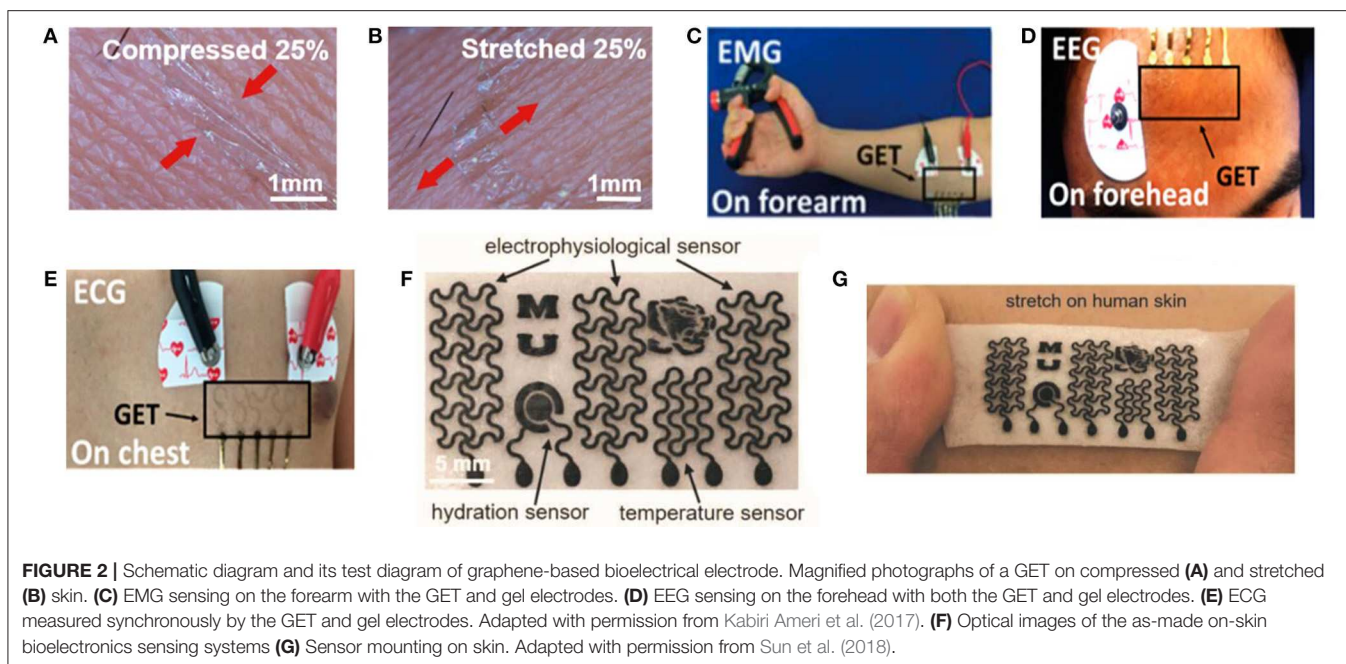 A
Compressed 25%
1mm
B
Stretched 25%
1mm
C
EMG
GET
On forearm
D
EEG
GET
On forehead
E
ECG
GET
On chest
F
electrophysiological sensor
M
U
5 mm
hydration sensor
temperature sensor
G
stretch on human skin
M
U
FIGURE 2 | Schematic diagram and its test diagram of graphene-based bioelectrical electrode. Magnified photographs of a GET on compressed (A) and stretched
(B) skin. (C) EMG sensing on the forearm with the GET and gel electrodes. (D) EEG sensing on the forehead with both the GET and gel electrodes. (E) ECG
measured synchronously by the GET and gel electrodes. Adapted with permission from Kabiri Ameri et al. (2017). (F) Optical images of the as-made on-skin
bioelectronics sensing systems (G) Sensor mounting on skin. Adapted with permission from Sun et al. (2018).